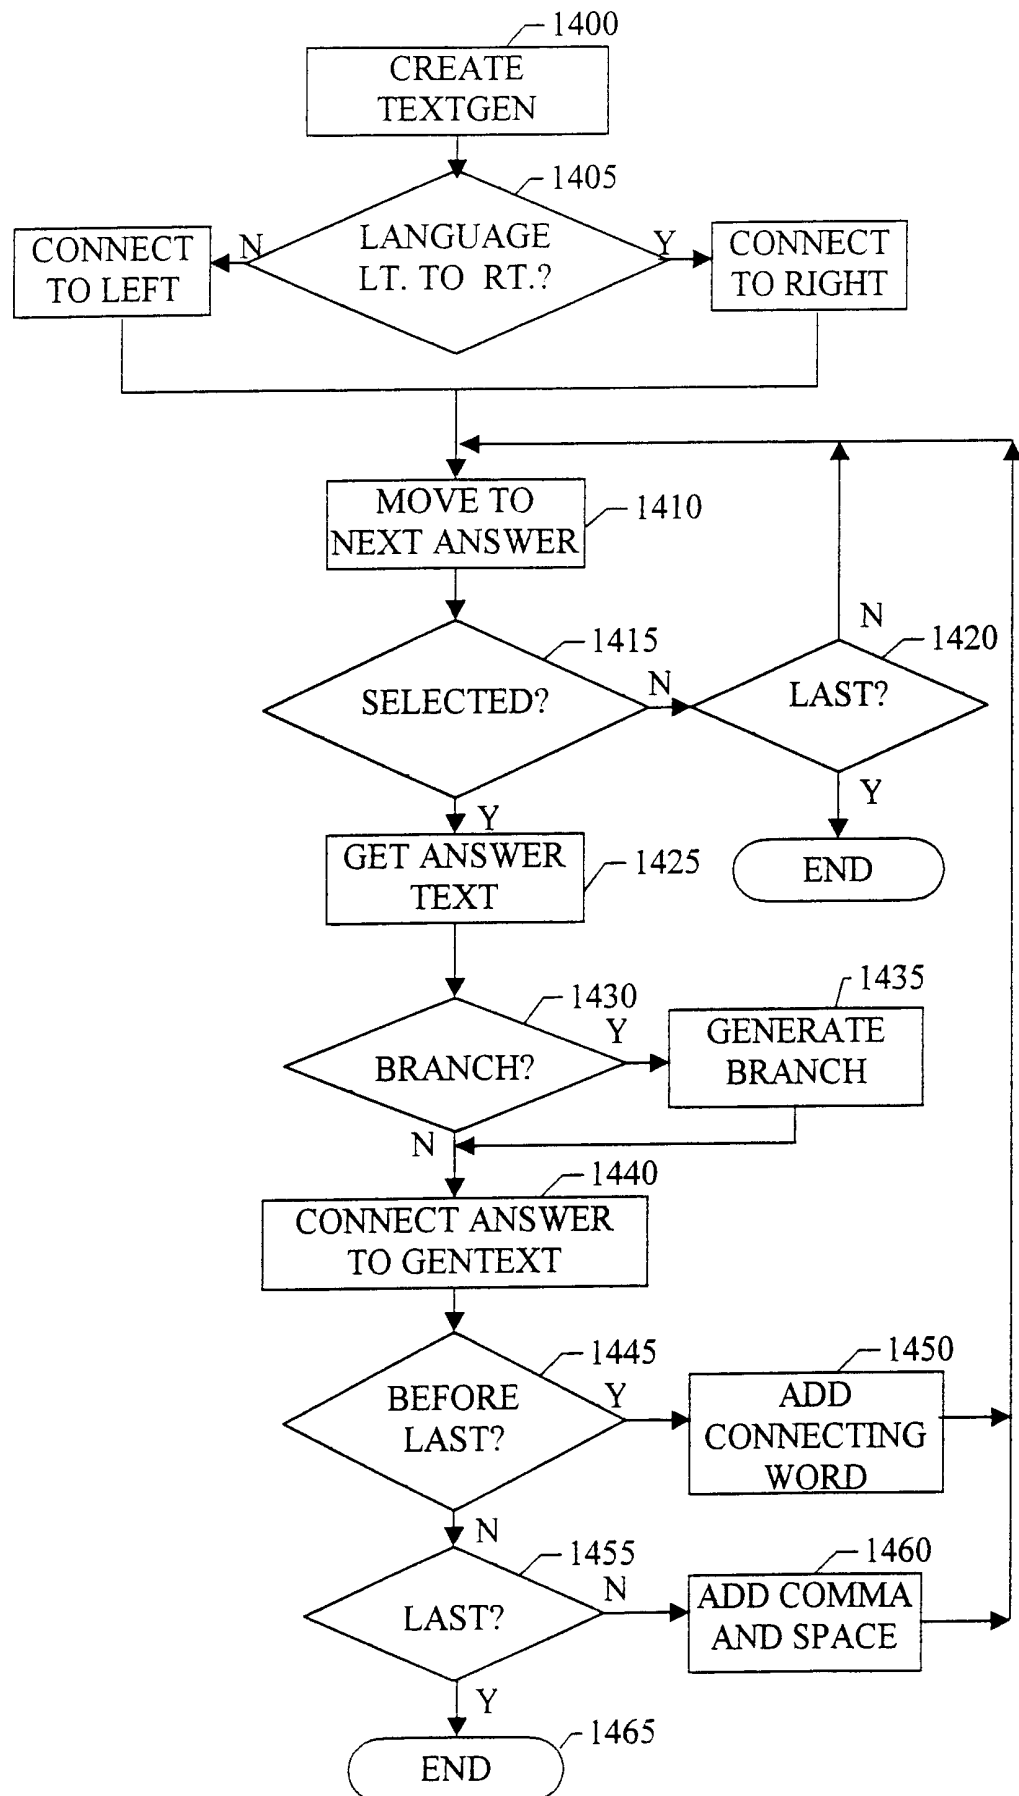 1400
CREATE
TEXTGEN
1405
LANGUAGE
LT. TO RT.?
N
Y
CONNECT
TO LEFT
CONNECT
TO RIGHT
MOVE TO
NEXT ANSWER
1410
1415
SELECTED?
N
N
1420
LAST?
Y
Y
GET ANSWER
TEXT
1425
END
1430
BRANCH?
Y
1435
GENERATE
BRANCH
N
1440
CONNECT ANSWER
TO GENTEXT
1445
BEFORE
LAST?
Y
1450
ADD
CONNECTING
WORD
N
1455
LAST?
N
1460
ADD COMMA
AND SPACE
Y
1465
END